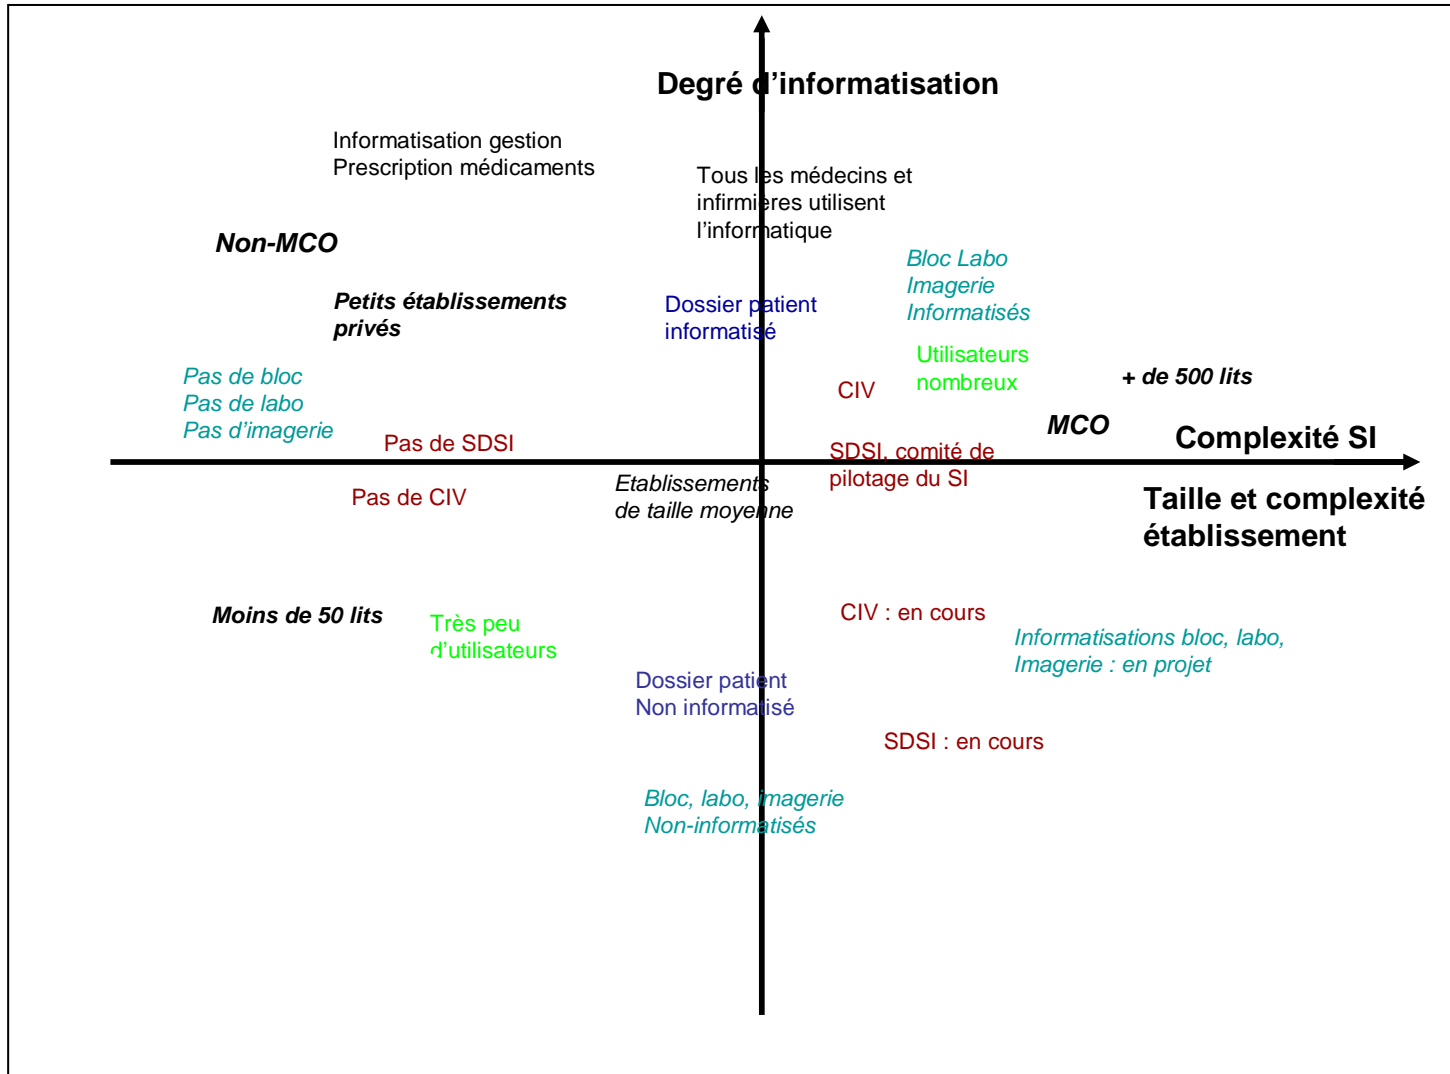 Degré d'informatisation
Informatisation gestion
Prescription médicaments
Tous les médecins et
infirmières utilisent
l'informatique
Non-MCO
Bloc Labo
Imagerie
Informatisés
Petits établissements
privés
Dossier patient
informatisé
Utilisateurs
nombreux
Pas de bloc
Pas de labo
Pas d'imagerie
CIV
+ de 500 lits
MCO
Complexité SI
Pas de SDSI
SDSI, comité de
pilotage du SI
Pas de CIV
Etablissements
de taille moyenne
Taille et complexité
établissement
Moins de 50 lits
Très peu
d'utilisateurs
CIV : en cours
Informatisations bloc, labo,
Imagerie : en projet
Dossier patient
Non informatisé
SDSI : en cours
Bloc, labo, imagerie
Non-informatisés